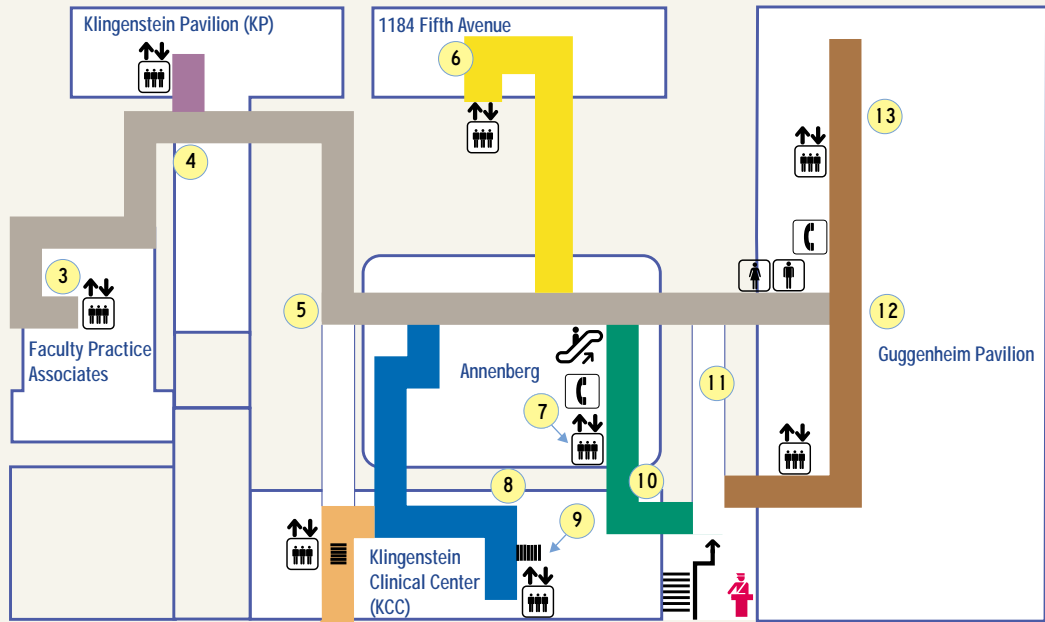 Klingenstein Pavilion (KP)
1184 Fifth Avenue
6
13
4
3
5
12
Faculty Practice
Associates
Annenberg
Guggenheim Pavilion
11
7
10
8
9
Klingenstein
Clinical Center
(KCC)